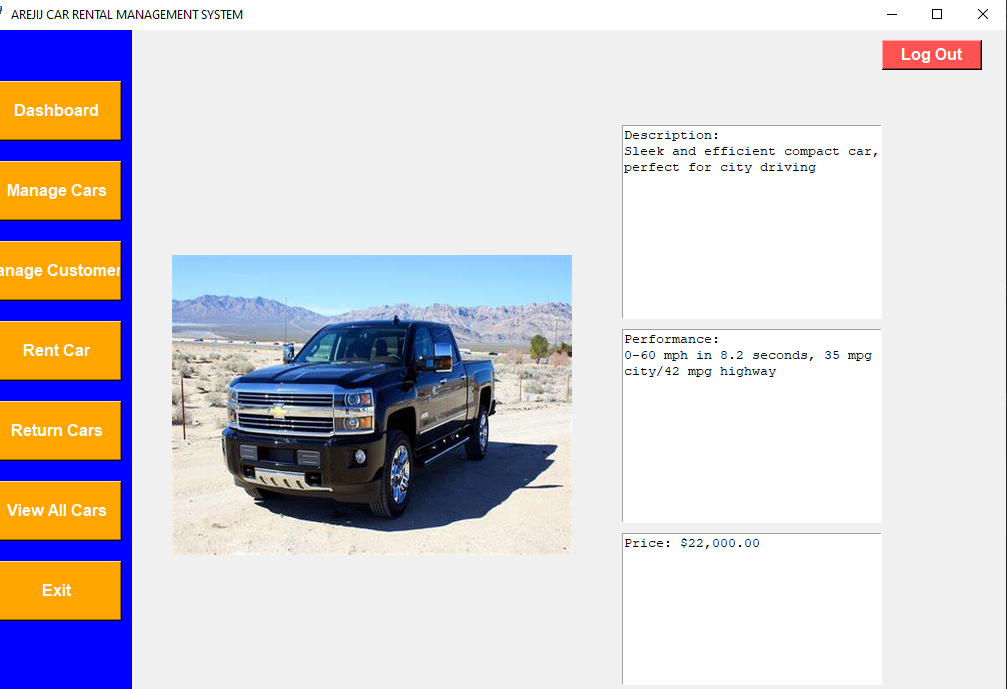 AREJIJ CAR RENTAL MANAGEMENT SYSTEM
Log Out
Dashboard
Manage Cars
anage Customer
Rent Car
Return Cars
View All Cars
Exit
Description:
Sleek and efficient compact car,
perfect for city driving
Performance:
0-60 mph in 8.2 seconds, 35 mpg
city/42 mpg highway
Price: $22,000.00